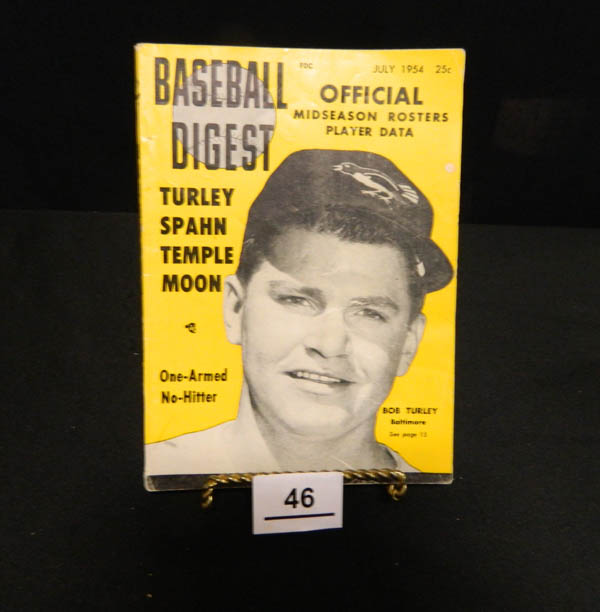 BASEBALL
DIGEST
FDC
JULY 1954 25c
OFFICIAL
MIDSEASON ROSTERS
PLAYER DATA
TURLEY
SPAHN
TEMPLE
MOON
One-Armed
No-Hitter
BOB TURLEY
Baltimore
See page 13
46